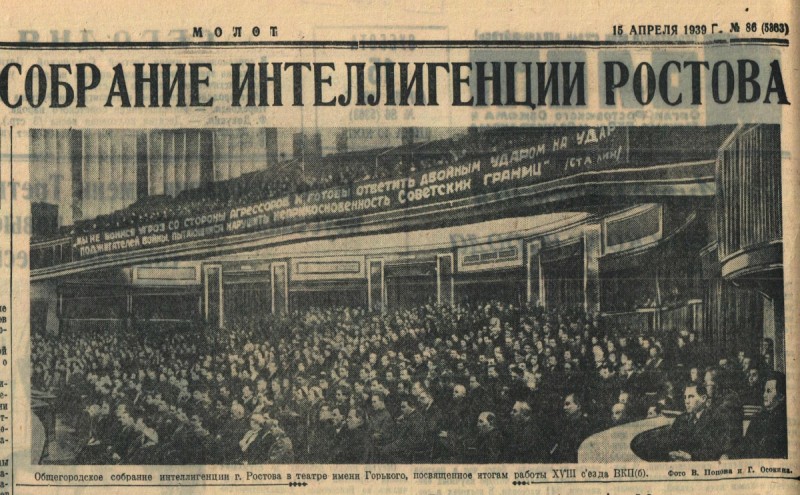 МОЛОТ
15 АПРЕЛЯ 1939 Г. № 86 (5363)
СОБРАНИЕ ИНТЕЛЛИГЕНЦИИ РОСТОВА
„МЫ НЕ БОИМСЯ УГРОЗ СО СТОРОНЫ АГРЕССОРОВ И ГОТОВЫ ОТВЕТИТЬ ДВОЙНЫМ УДАРОМ НА УДАР
ПОДЖИГАТЕЛЕЙ ВОЙНЫ, ПЫТАЮЩИХСЯ НАРУШИТЬ НЕПРИКОСНОВЕННОСТЬ СОВЕТСКИХ ГРАНИЦ" /СТАЛИН/
Общегородское собрание интеллигенции г. Ростова в театре имени Горького, посвященное итогам работы XVIII с'езда ВКП(б).
Фото В. Попова и Г. Осокина.